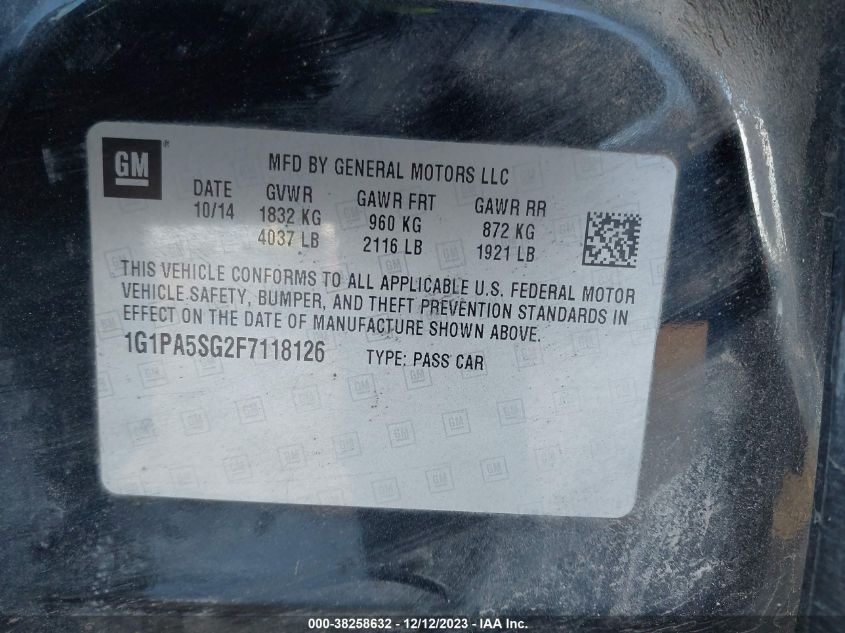 GM ®
MFD BY GENERAL MOTORS LLC
DATE GVWR GAWR FRT GAWR RR
10/14 1832 KG 960 KG 872 KG
4037 LB 2116 LB 1921 LB
THIS VEHICLE CONFORMS TO ALL APPLICABLE U.S. FEDERAL MOTOR
VEHICLE SAFETY, BUMPER, AND THEFT PREVENTION STANDARDS IN
EFFECT ON THE DATE OF MANUFACTURE SHOWN ABOVE.
1G1PA5SG2F7118126 TYPE: PASS CAR
000-38258632 - 12/12/2023 - IAA Inc.